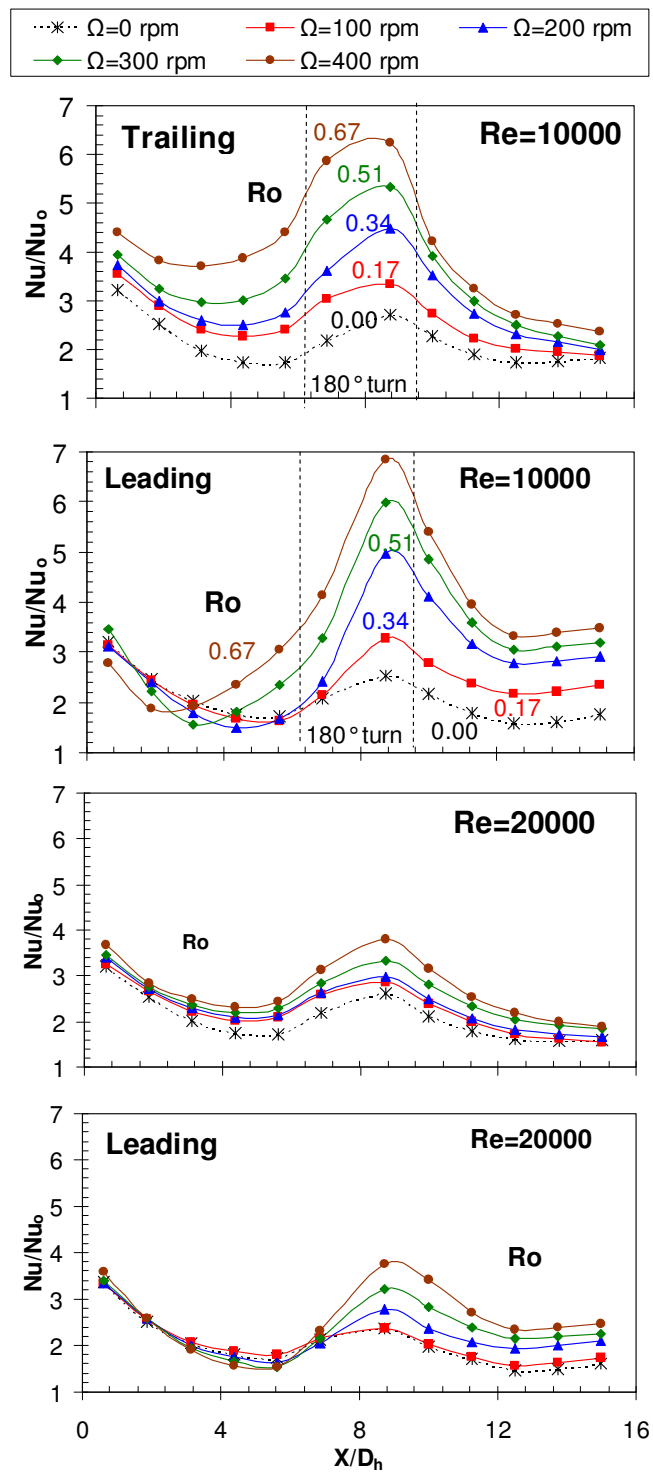 Ω=0 rpm Ω=100 rpm Ω=200 rpm
Ω=300 rpm Ω=400 rpm
7
6
5
4
3
2
1
Nu/Nuₒ
Trailing
Re=10000
Ro
0.67
0.51
0.34
0.17
0.00
180° turn
7
6
5
4
3
2
1
Nu/Nuₒ
Leading
Re=10000
Ro
0.67
0.51
0.34
0.17
0.00
180° turn
7
6
5
4
3
2
1
Nu/Nuₒ
Re=20000
Ro
7
6
5
4
3
2
1
Nu/Nuₒ
Leading
Re=20000
Ro
0 4 8 12 16
X/Dₕ